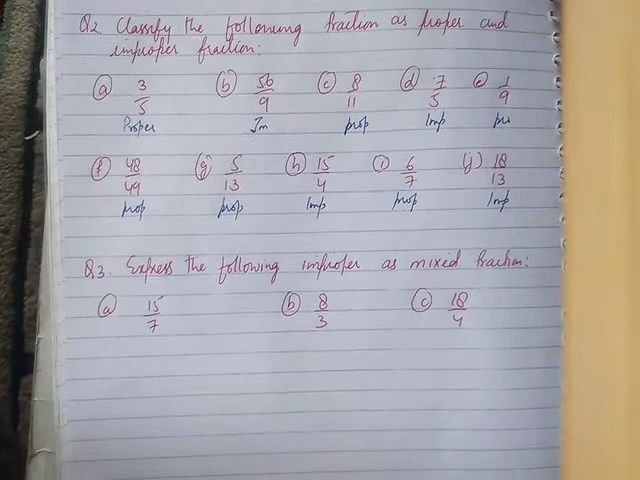 Q2. Classify the following fraction as proper and
improper fraction:
(a) 3/5 (b) 56/9 (c) 8/11 (d) 7/5 (e) 1/9
Proper Im prop Imp pro
(f) 48/49 (g) 5/13 (h) 15/4 (i) 6/7 (j) 18/13
prop prop Imp prop Imp
Q3. Express the following improper as mixed fraction:
(a) 15/7 (b) 8/3 (c) 18/4